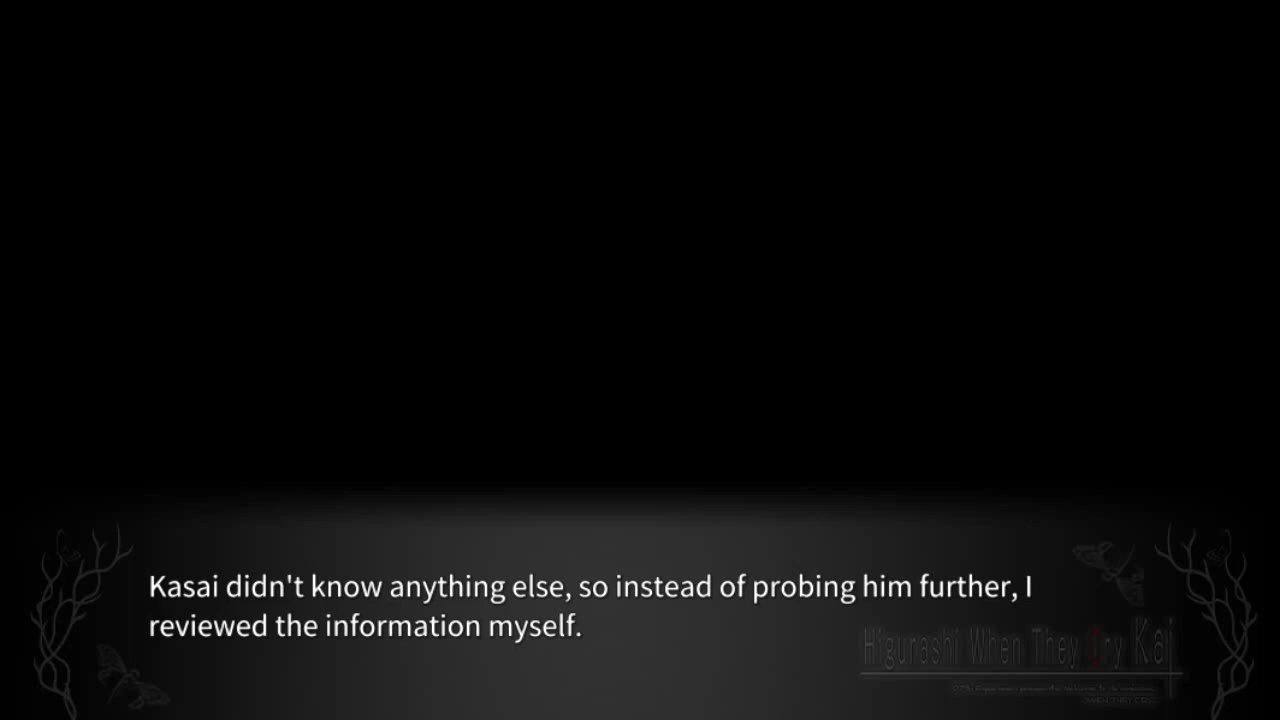 Kasai didn't know anything else, so instead of probing him further, I
reviewed the information myself.
Higurashi When They Cry Kai